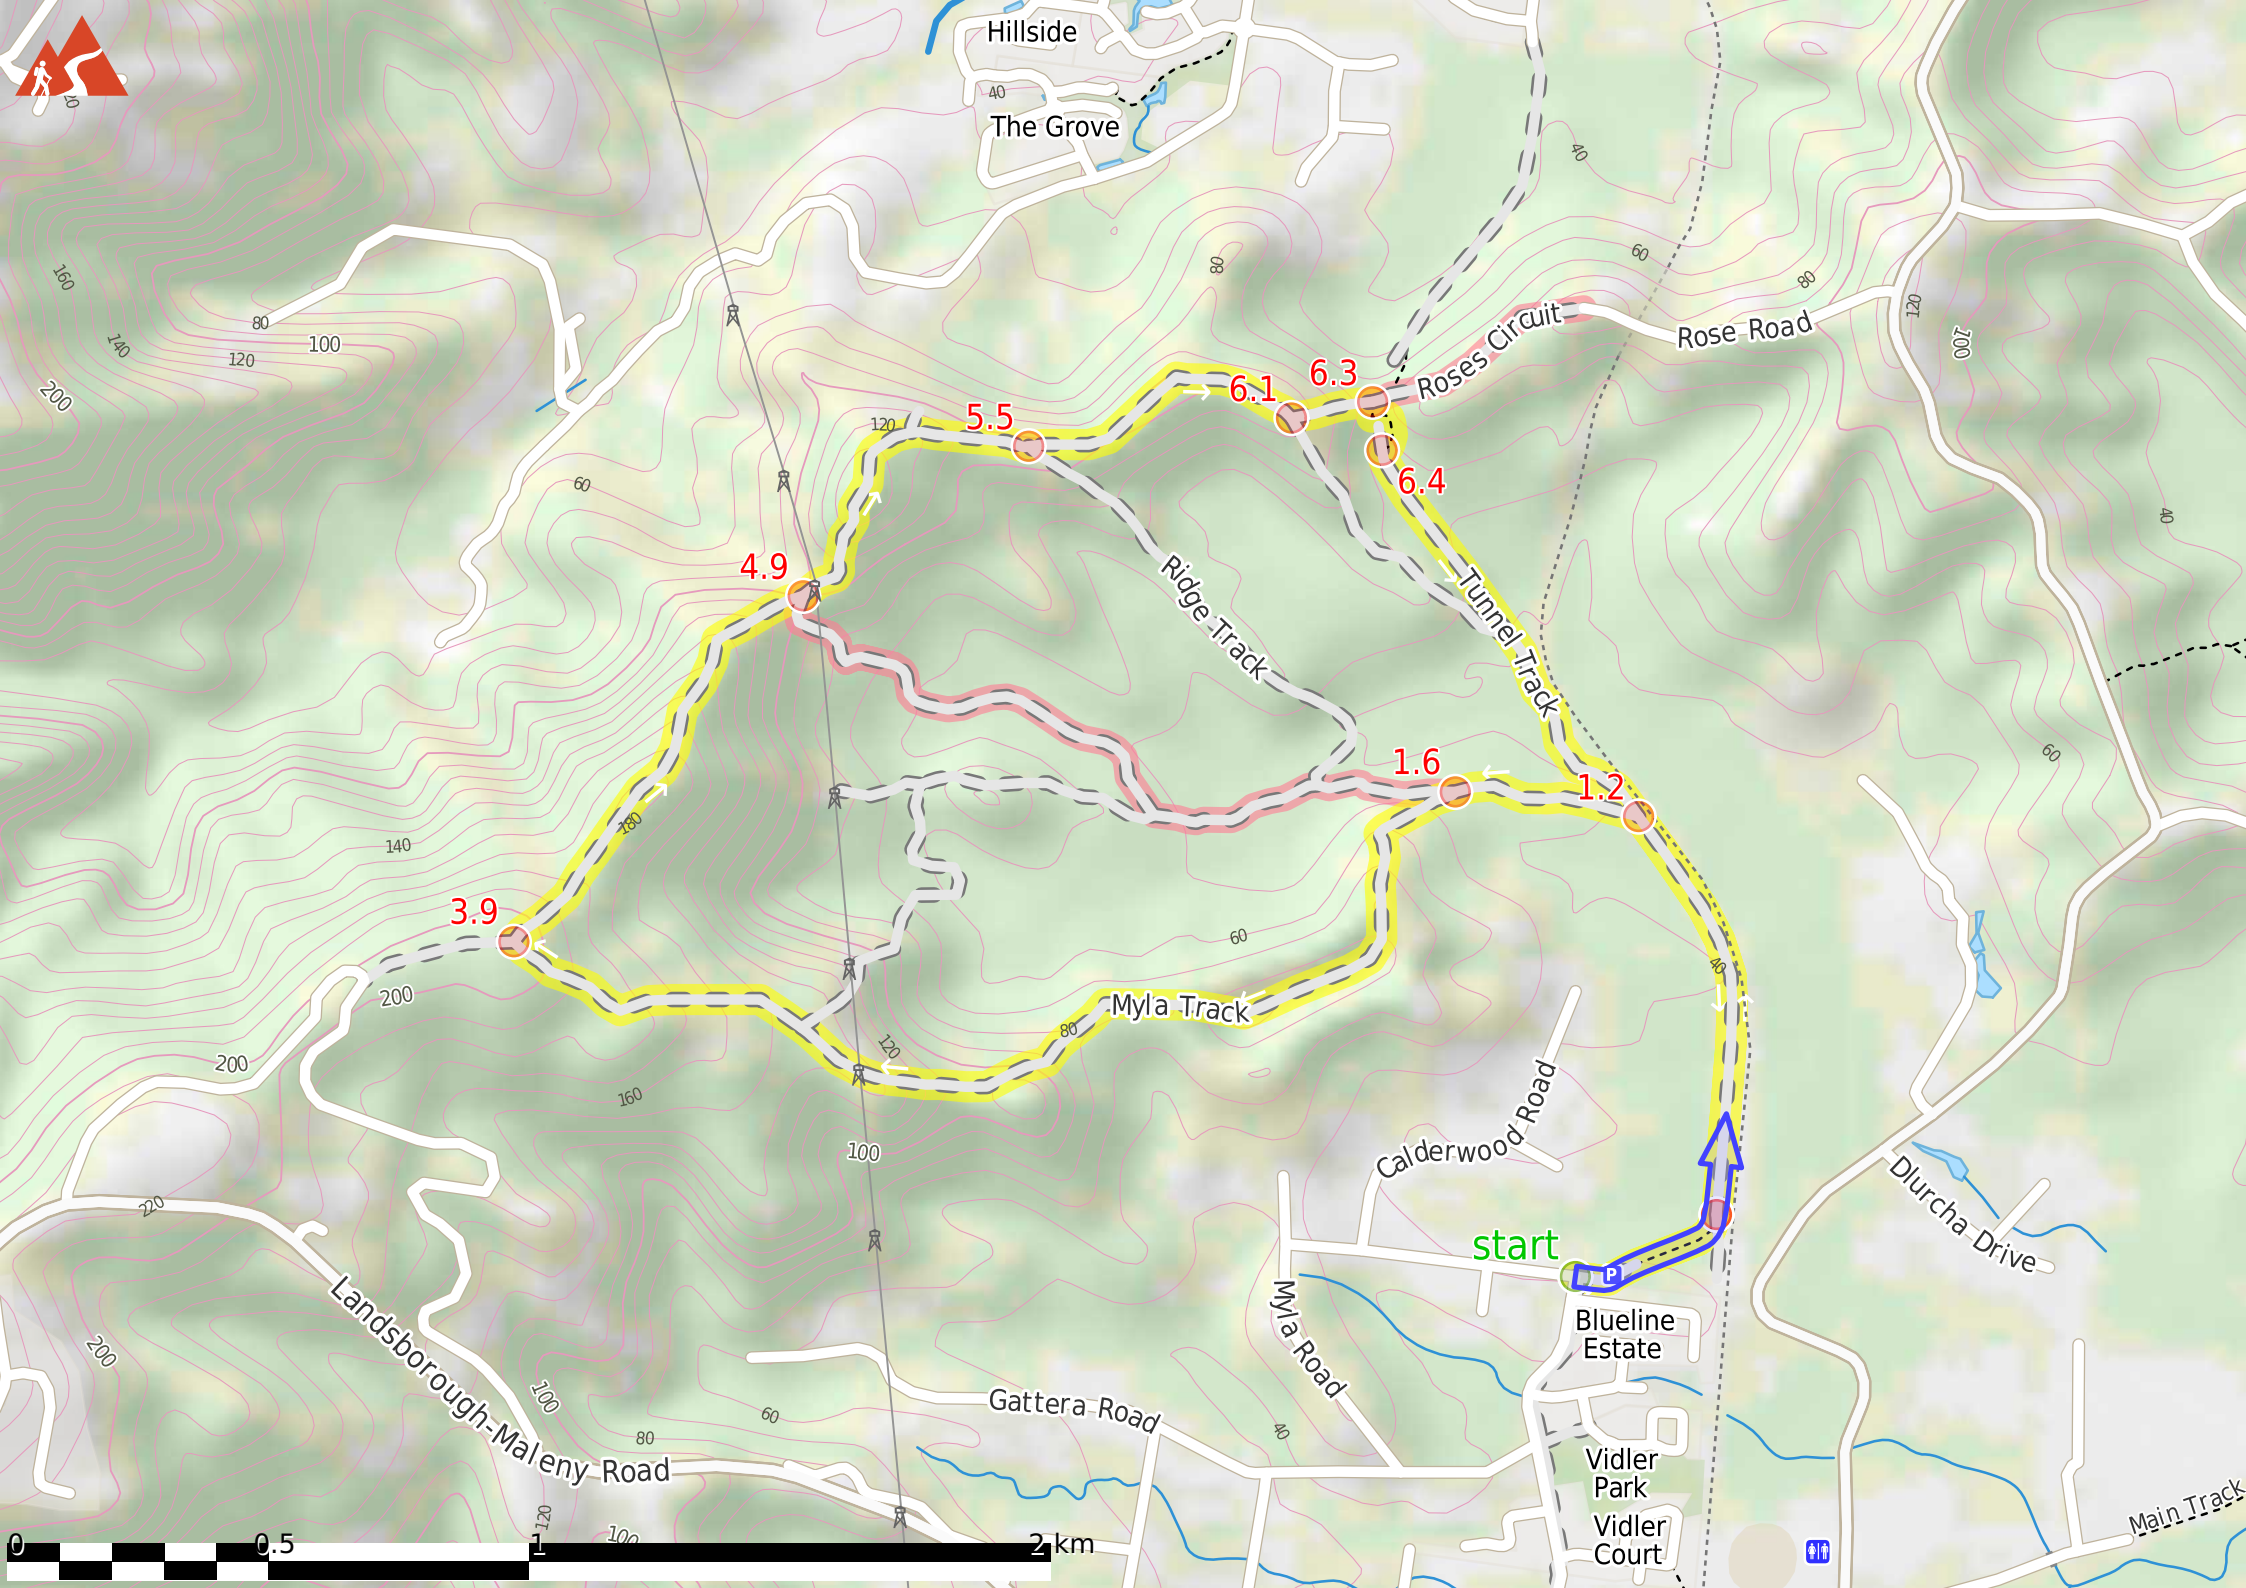 Hillside
20
40
The Grove
40
60
80
80
160
80
100
140
120
200
120
100
Rose Road
Roses Circuit
6.3
6.1
5.5
120
6.4
60
40
4.9
Ridge Track
Tunnel Track
60
1.6
1.2
180
140
3.9
60
40
200
Myla Track
80
120
200
160
Calderwood Road
100
Dlurcha Drive
220
start
P
Myla Road
Blueline
Estate
Landsborough-Maleny Road
200
100
Gattera Road
60
40
80
Vidler
Park
120
100
Vidler
Court
Main Track
0
0.5
1
2 km